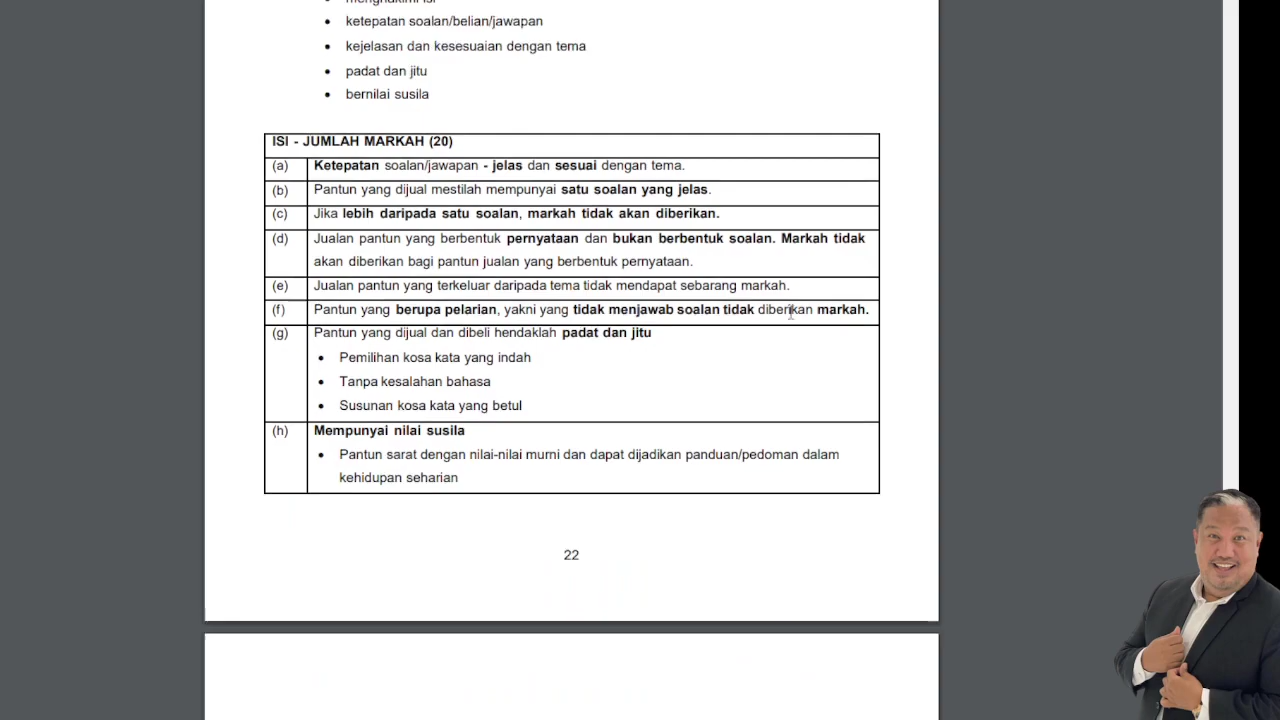 menghakimi isi
• ketepatan soalan/belian/jawapan
• kejelasan dan kesesuaian dengan tema
• padat dan jitu
• bernilai susila
ISI - JUMLAH MARKAH (20)
(a) Ketepatan soalan/jawapan - jelas dan sesuai dengan tema.
(b) Pantun yang dijual mestilah mempunyai satu soalan yang jelas.
(c) Jika lebih daripada satu soalan, markah tidak akan diberikan.
(d) Jualan pantun yang berbentuk pernyataan dan bukan berbentuk soalan. Markah tidak
akan diberikan bagi pantun jualan yang berbentuk pernyataan.
(e) Jualan pantun yang terkeluar daripada tema tidak mendapat sebarang markah.
(f) Pantun yang berupa pelarian, yakni yang tidak menjawab soalan tidak diberikan markah.
(g) Pantun yang dijual dan dibeli hendaklah padat dan jitu
• Pemilihan kosa kata yang indah
• Tanpa kesalahan bahasa
• Susunan kosa kata yang betul
(h) Mempunyai nilai susila
• Pantun sarat dengan nilai-nilai murni dan dapat dijadikan panduan/pedoman dalam
kehidupan seharian
22